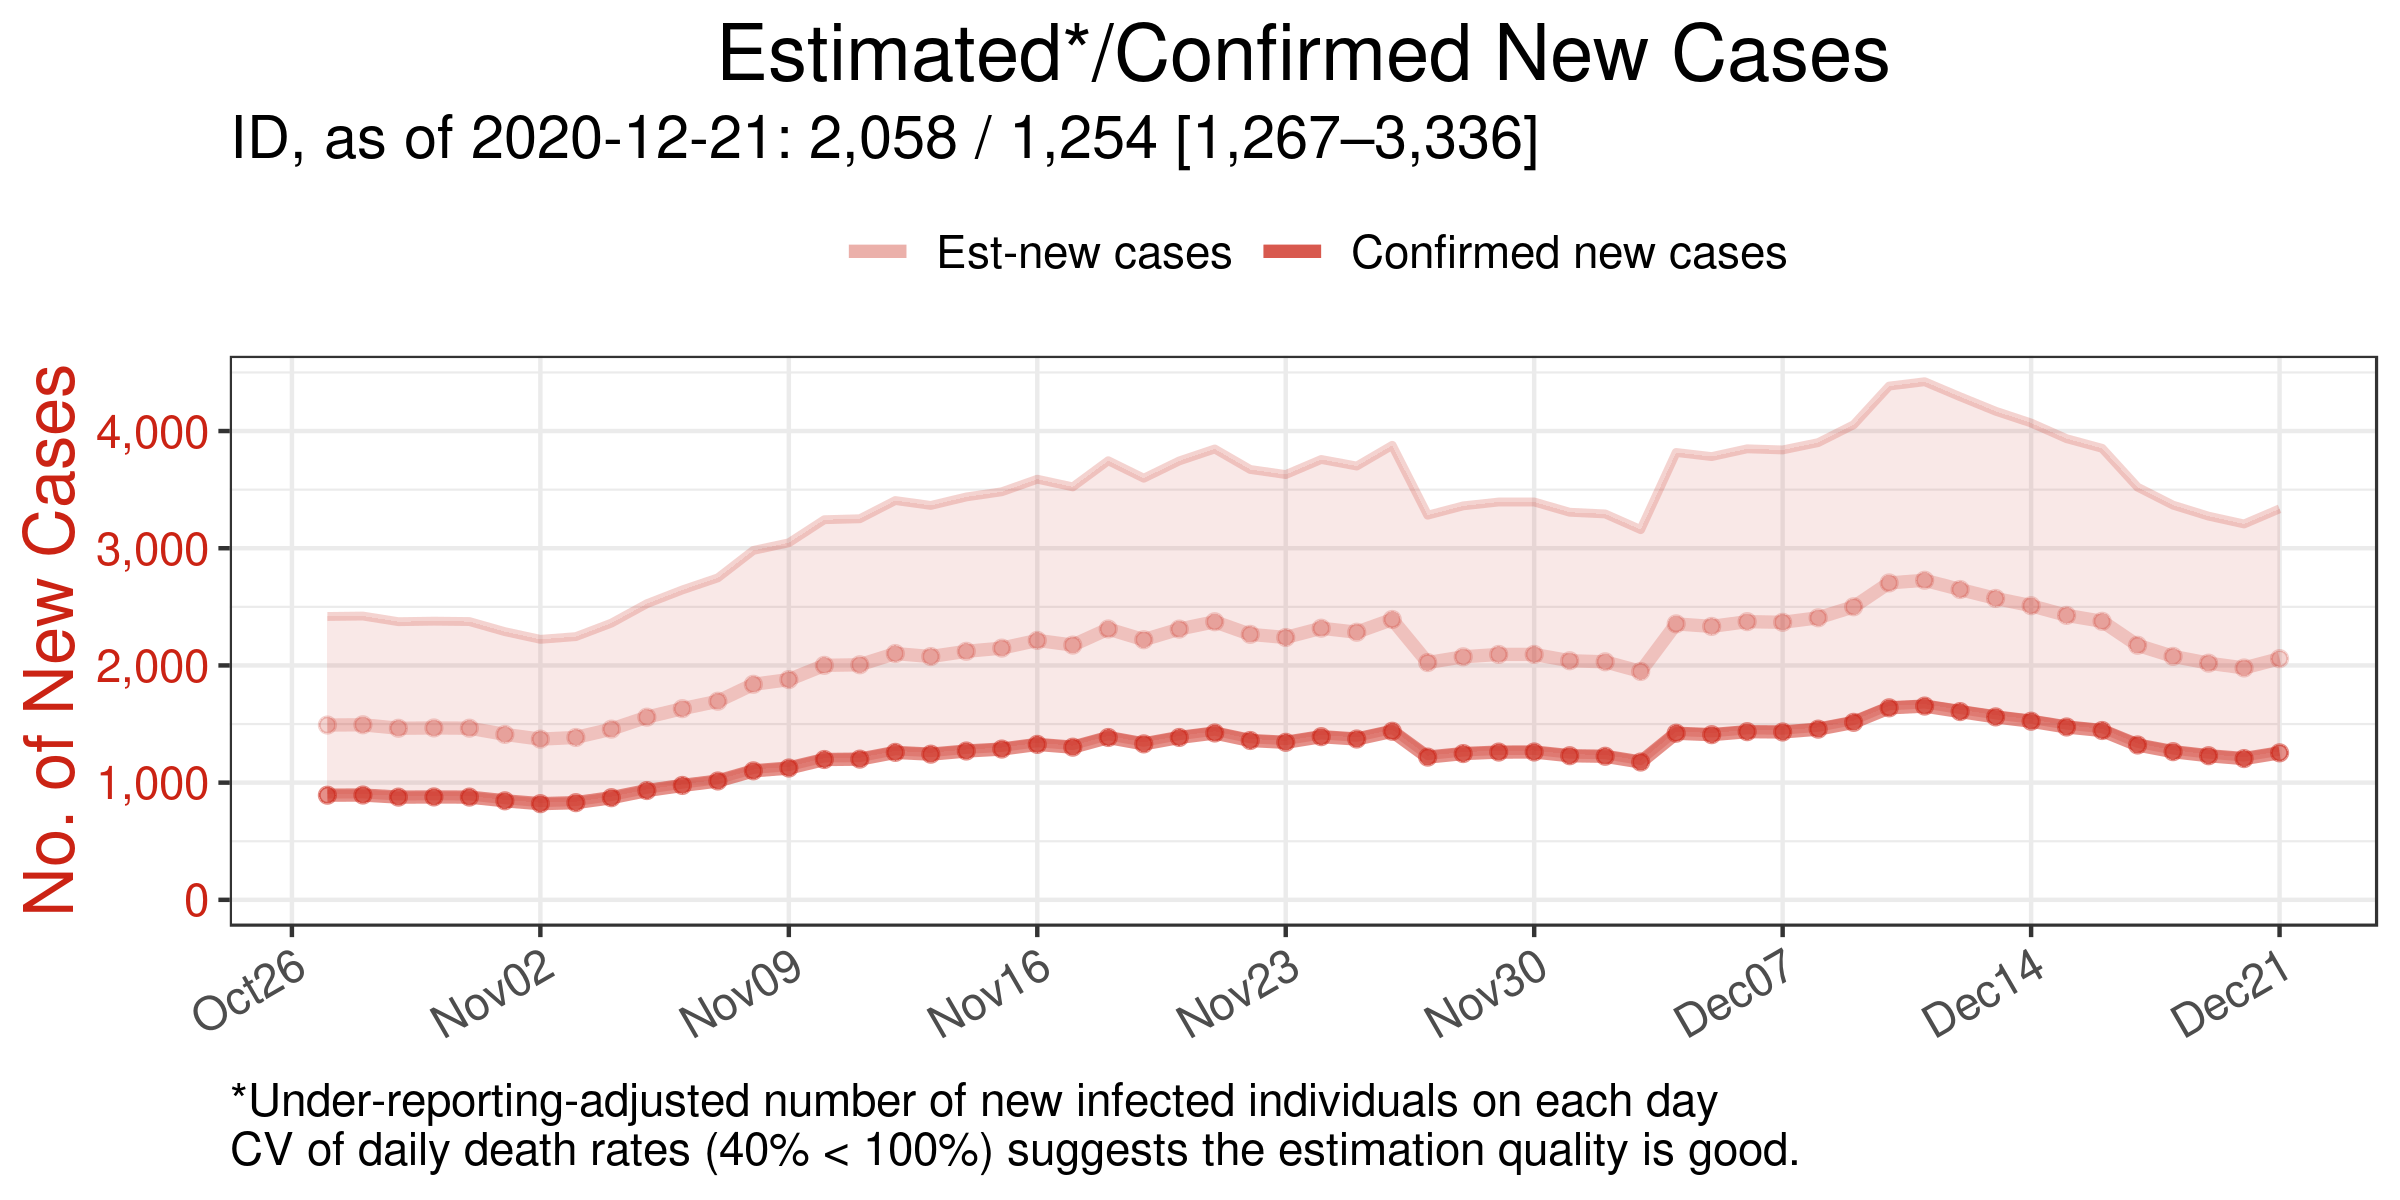 Estimated*/Confirmed New Cases
ID, as of 2020-12-21: 2,058 / 1,254 [1,267–3,336]
Est-new cases Confirmed new cases
No. of New Cases
4,000
3,000
2,000
1,000
0
Oct26 Nov02 Nov09 Nov16 Nov23 Nov30 Dec07 Dec14 Dec21
*Under-reporting-adjusted number of new infected individuals on each day
CV of daily death rates (40% < 100%) suggests the estimation quality is good.